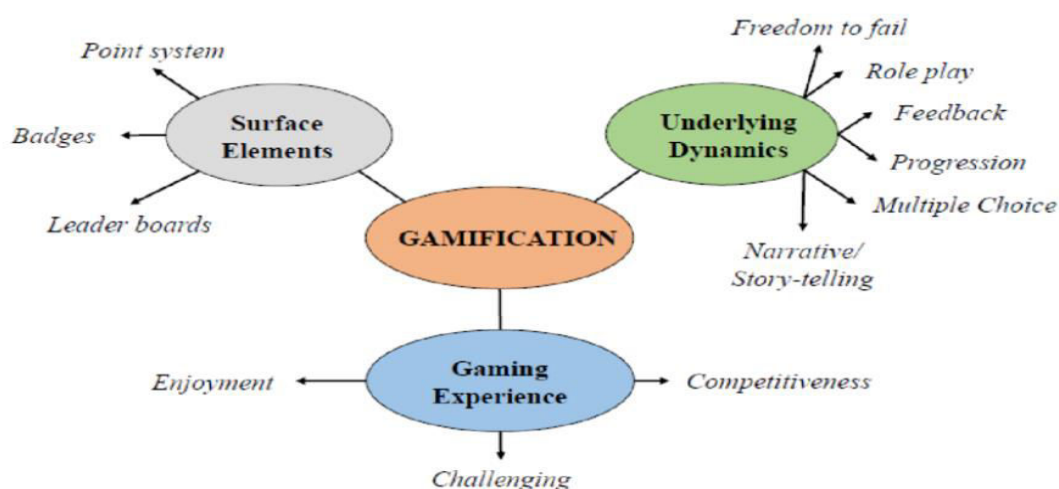 Point system
Badges
Leader boards
Surface
Elements
Freedom to fail
Role play
Feedback
Progression
Multiple Choice
Narrative/
Story-telling
Underlying
Dynamics
GAMIFICATION
Gaming
Experience
Enjoyment
Competitiveness
Challenging